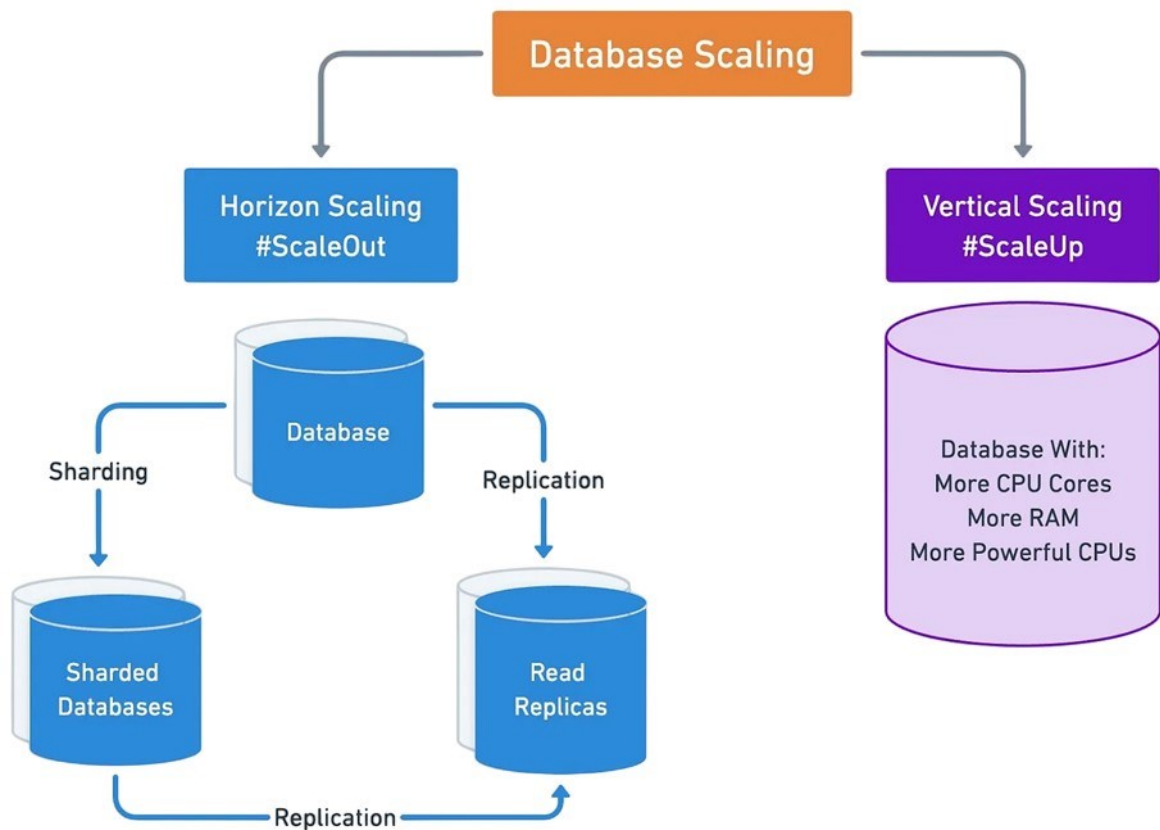 Database Scaling
Horizon Scaling
#ScaleOut
Vertical Scaling
#ScaleUp
Database
Sharding
Replication
Database With:
More CPU Cores
More RAM
More Powerful CPUs
Sharded
Databases
Read
Replicas
Replication